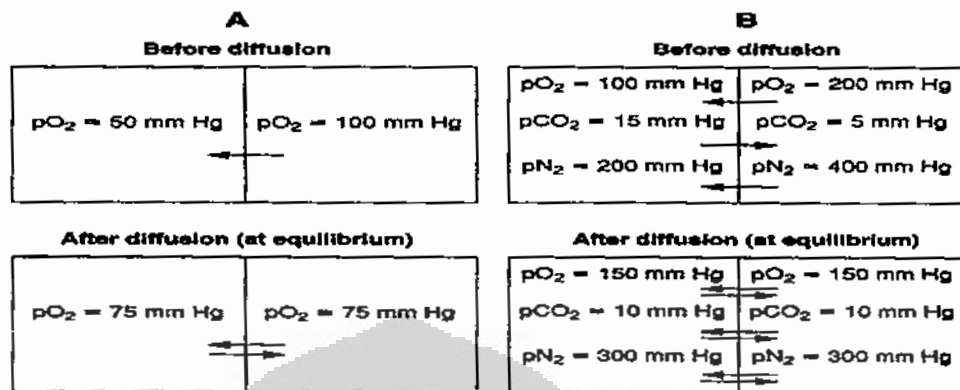 A
Before diffusion
pO₂ = 50 mm Hg
pO₂ = 100 mm Hg
After diffusion (at equilibrium)
pO₂ = 75 mm Hg
pO₂ = 75 mm Hg
B
Before diffusion
pO₂ = 100 mm Hg
pO₂ = 200 mm Hg
pCO₂ = 15 mm Hg
pCO₂ = 5 mm Hg
pN₂ = 200 mm Hg
pN₂ = 400 mm Hg
After diffusion (at equilibrium)
pO₂ = 150 mm Hg
pO₂ = 150 mm Hg
pCO₂ = 10 mm Hg
pCO₂ = 10 mm Hg
pN₂ = 300 mm Hg
pN₂ = 300 mm Hg